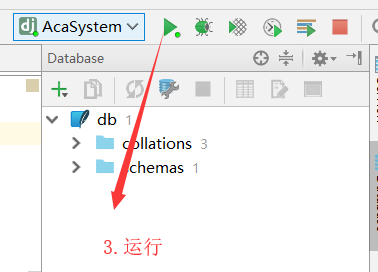 dj AcaSystem
Database
db 1
collations 3
chemas 1
3.运行